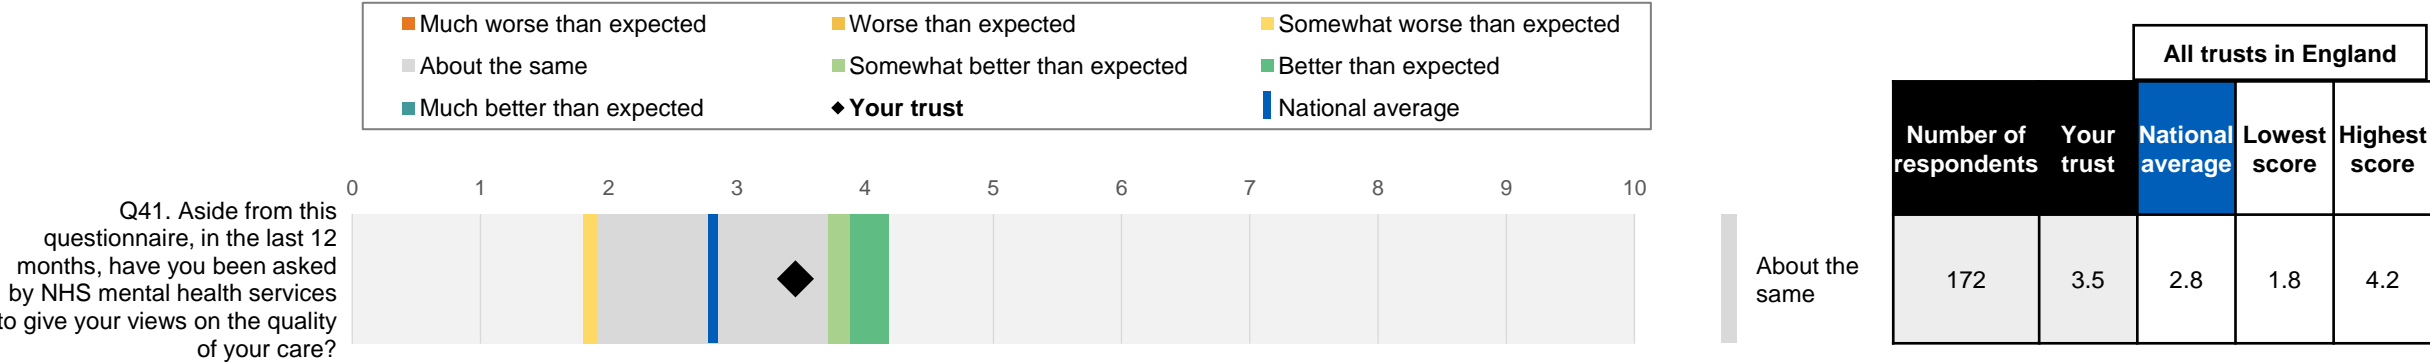 Much worse than expected
Worse than expected
Somewhat worse than expected
About the same
Somewhat better than expected
Better than expected
Much better than expected
Your trust
National average
All trusts in England
Number of
respondents
Your
trust
National
average
Lowest
score
Highest
score
0 1 2 3 4 5 6 7 8 9 10
Q41. Aside from this
questionnaire, in the last 12
months, have you been asked
by NHS mental health services
to give your views on the quality
of your care?
About the
same
172 3.5 2.8 1.8 4.2